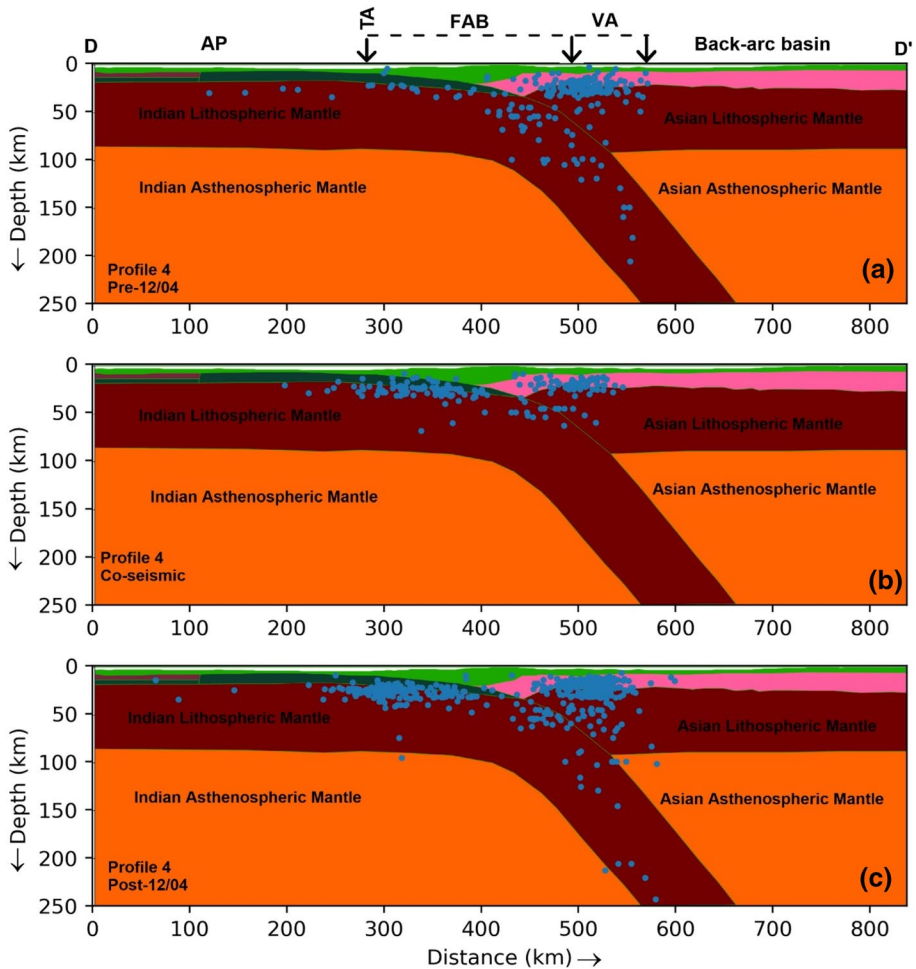 TA
FAB
VA
D
AP
Back-arc basin
D'
0
50
100
150
200
250
← Depth (km)
Indian Lithospheric Mantle
Asian Lithospheric Mantle
Indian Asthenospheric Mantle
Asian Asthenospheric Mantle
Profile 4
Pre-12/04
(a)
0 100 200 300 400 500 600 700 800
0
50
100
150
200
250
← Depth (km)
Indian Lithospheric Mantle
Asian Lithospheric Mantle
Indian Asthenospheric Mantle
Asian Asthenospheric Mantle
Profile 4
Co-seismic
(b)
0 100 200 300 400 500 600 700 800
0
50
100
150
200
250
← Depth (km)
Indian Lithospheric Mantle
Asian Lithospheric Mantle
Indian Asthenospheric Mantle
Asian Asthenospheric Mantle
Profile 4
Post-12/04
(c)
0 100 200 300 400 500 600 700 800
Distance (km) →